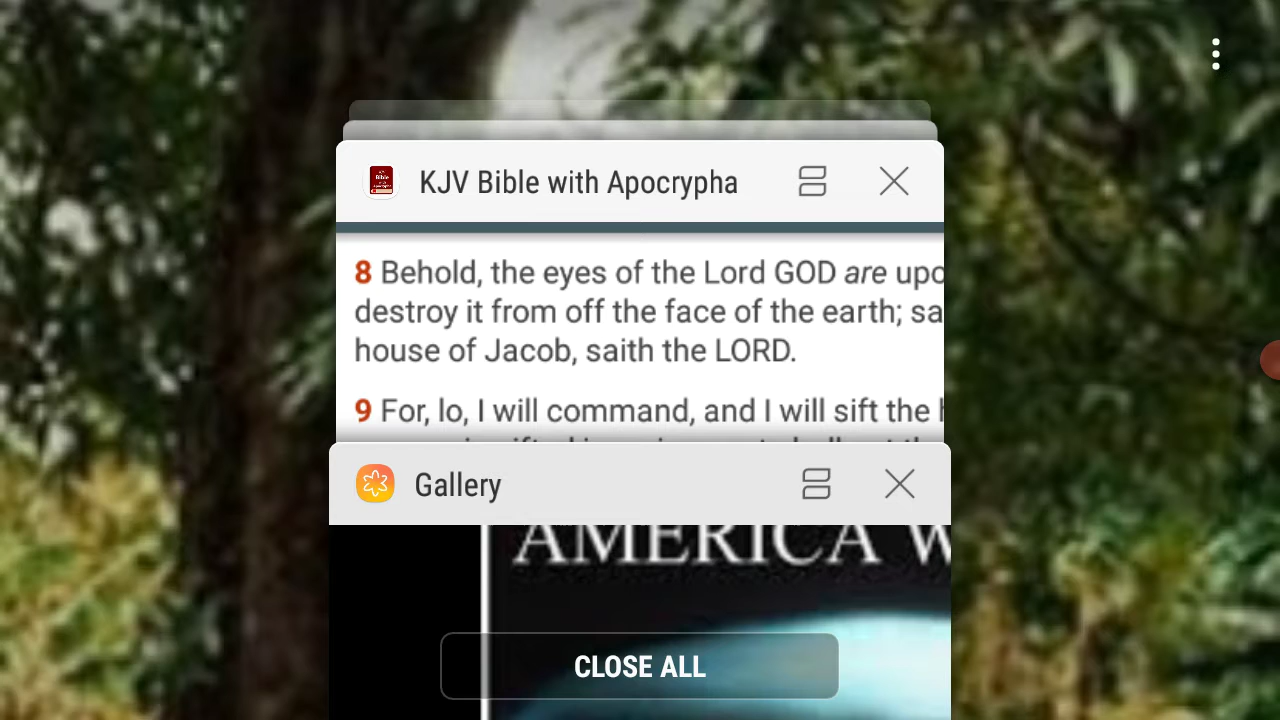 KJV Bible with Apocrypha
8 Behold, the eyes of the Lord GOD are upo
destroy it from off the face of the earth; sa
house of Jacob, saith the LORD.
9 For, lo, I will command, and I will sift the h
Gallery
AMERICA W
CLOSE ALL